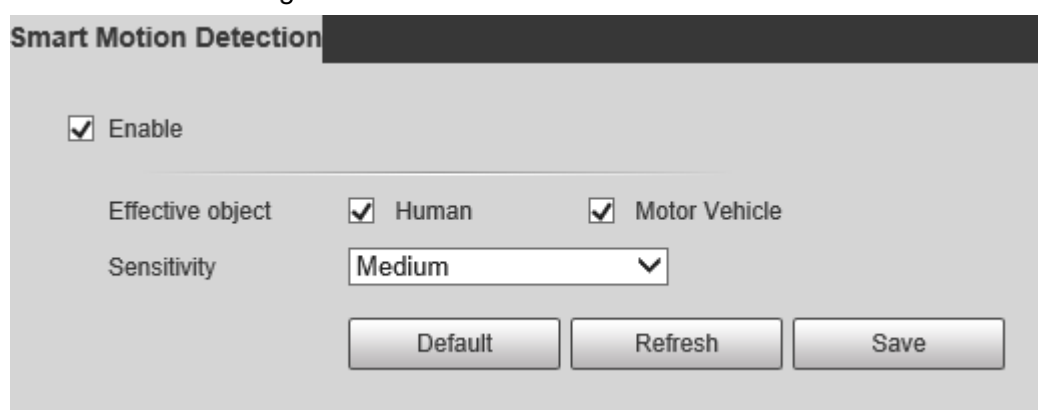 Smart Motion Detection
Enable
Effective object Human Motor Vehicle
Sensitivity Medium
Default Refresh Save